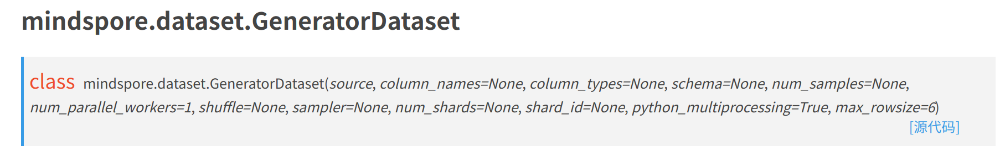 mindspore.dataset.GeneratorDataset
class mindspore.dataset.GeneratorDataset(source, column_names=None, column_types=None, schema=None, num_samples=None,
num_parallel_workers=1, shuffle=None, sampler=None, num_shards=None, shard_id=None, python_multiprocessing=True, max_rowsize=6)
[源代码]